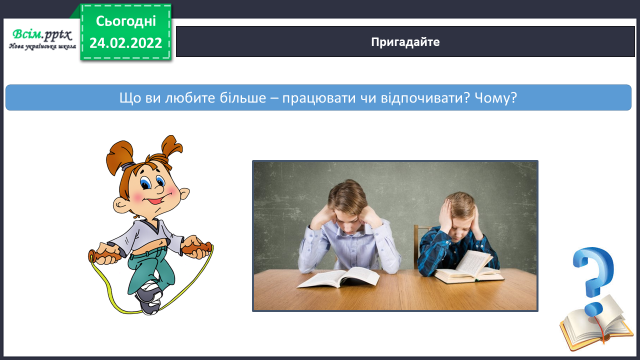 Всім.pptx
Нова українська школа
Сьогодні
24.02.2022
Пригадайте
Що ви любите більше – працювати чи відпочивати? Чому?